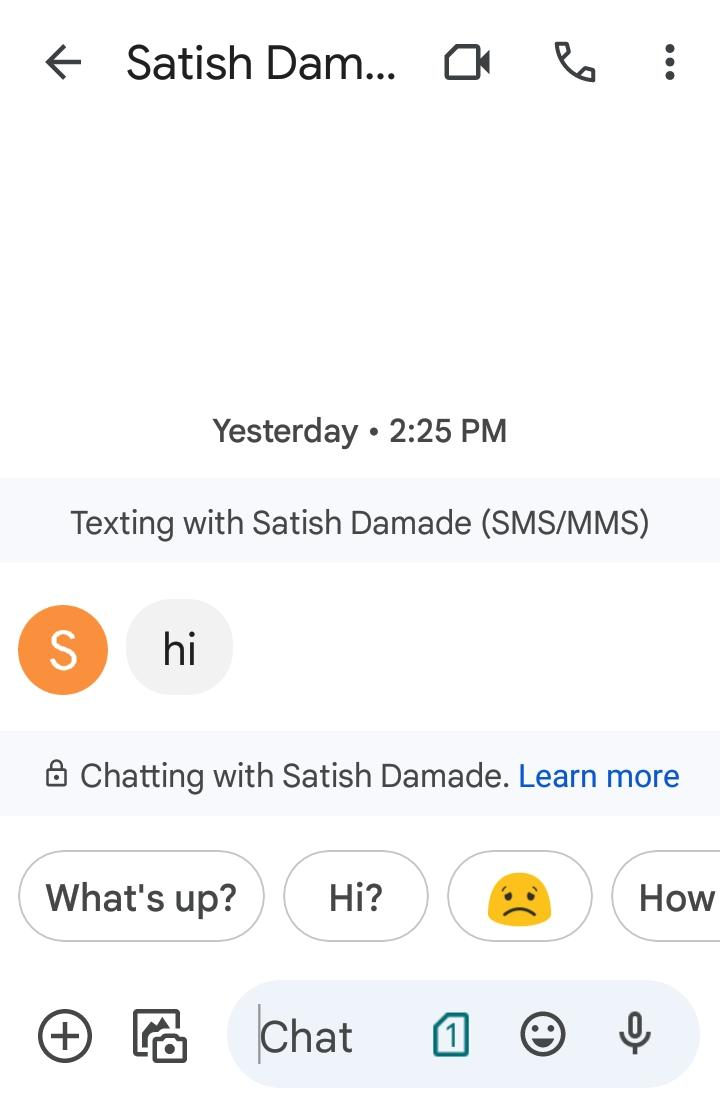 Satish Dam...
Yesterday • 2:25 PM
Texting with Satish Damade (SMS/MMS)
S hi
Chatting with Satish Damade. Learn more
What's up? Hi? How
Chat 1